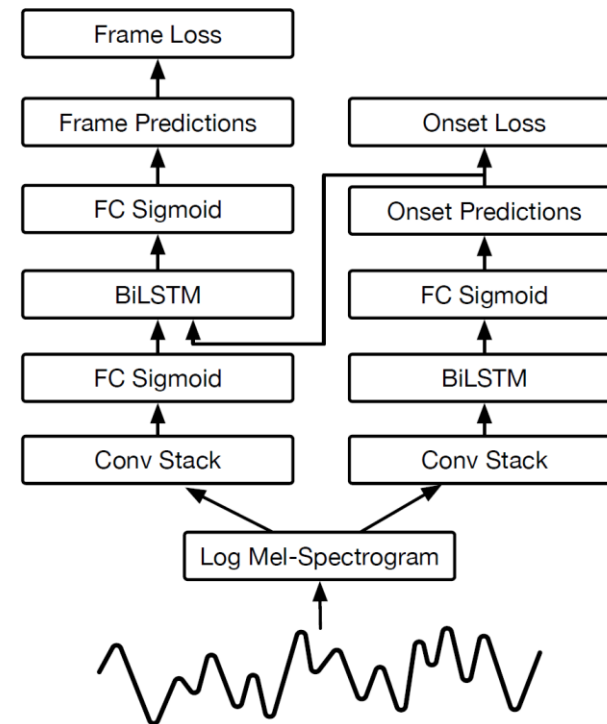 Frame Loss
Frame Predictions
Onset Loss
FC Sigmoid
Onset Predictions
BiLSTM
FC Sigmoid
FC Sigmoid
BiLSTM
Conv Stack
Conv Stack
Log Mel-Spectrogram